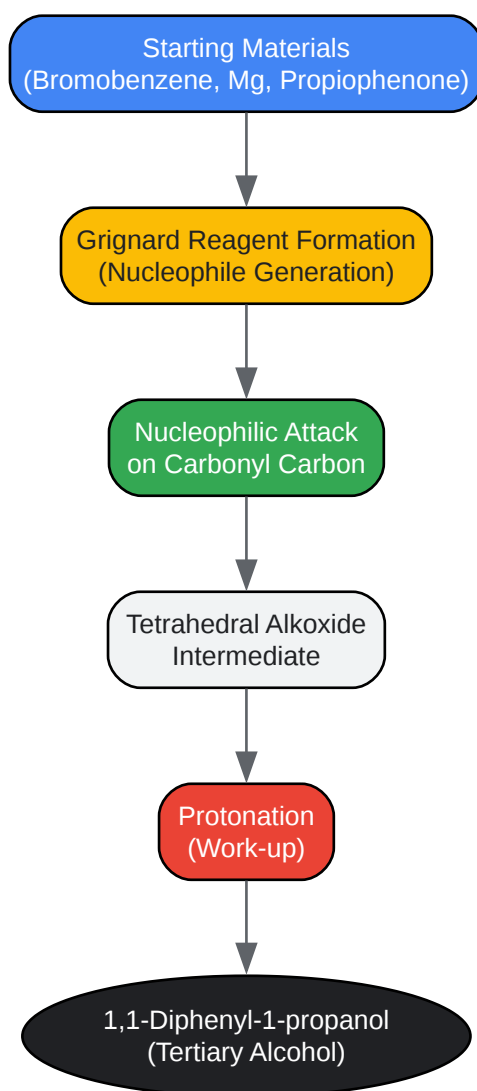 Starting Materials
(Bromobenzene, Mg, Propiophenone)
Grignard Reagent Formation
(Nucleophile Generation)
Nucleophilic Attack
on Carbonyl Carbon
Tetrahedral Alkoxide
Intermediate
Protonation
(Work-up)
1,1-Diphenyl-1-propanol
(Tertiary Alcohol)